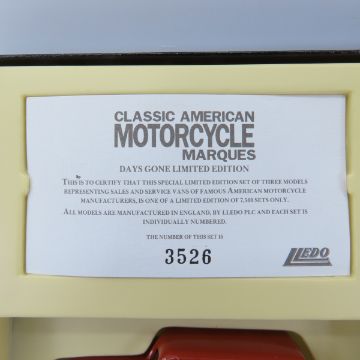 CLASSIC AMERICAN
MOTORCYCLE
MARQUES
DAYS GONE LIMITED EDITION
THIS IS TO CERTIFY THAT THIS SPECIAL LIMITED EDITION SET OF THREE MODELS
REPRESENTING SALES AND SERVICE VANS OF FAMOUS AMERICAN MOTORCYCLE
MANUFACTURERS, IS ONE OF A LIMITED EDITION OF 7,500 SETS ONLY.
ALL MODELS ARE MANUFACTURED IN ENGLAND, BY LLEDO PLC AND EACH SET IS
INDIVIDUALLY NUMBERED.
THE NUMBER OF THIS SET IS
3526
LLEDO